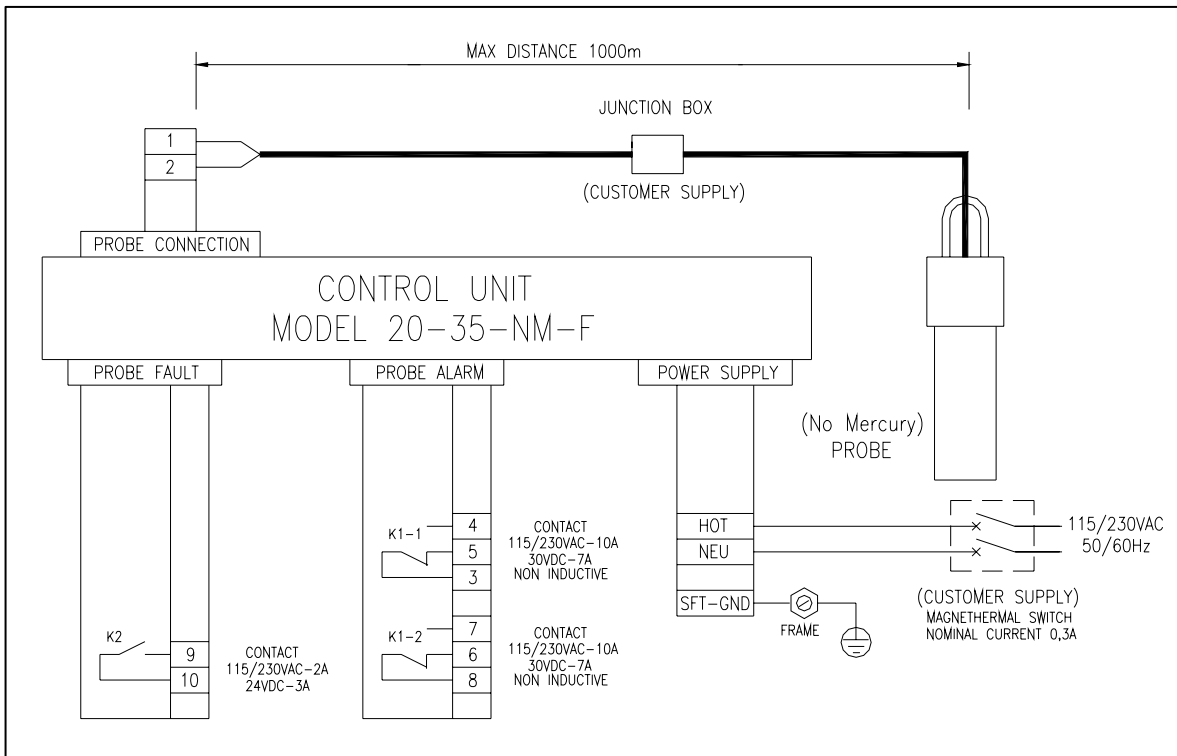 MAX DISTANCE 1000m
JUNCTION BOX
1
2
(CUSTOMER SUPPLY)
PROBE CONNECTION
CONTROL UNIT
MODEL 20-35-NM-F
PROBE FAULT
PROBE ALARM
POWER SUPPLY
(No Mercury)
PROBE
K1-1
4
5
3
CONTACT
115/230VAC-10A
30VDC-7A
NON INDUCTIVE
K1-2
7
6
8
CONTACT
115/230VAC-10A
30VDC-7A
NON INDUCTIVE
K2
9
10
CONTACT
115/230VAC-2A
24VDC-3A
HOT
NEU
SFT-GND
FRAME
115/230VAC
50/60Hz
(CUSTOMER SUPPLY)
MAGNETHERMAL SWITCH
NOMINAL CURRENT 0,3A